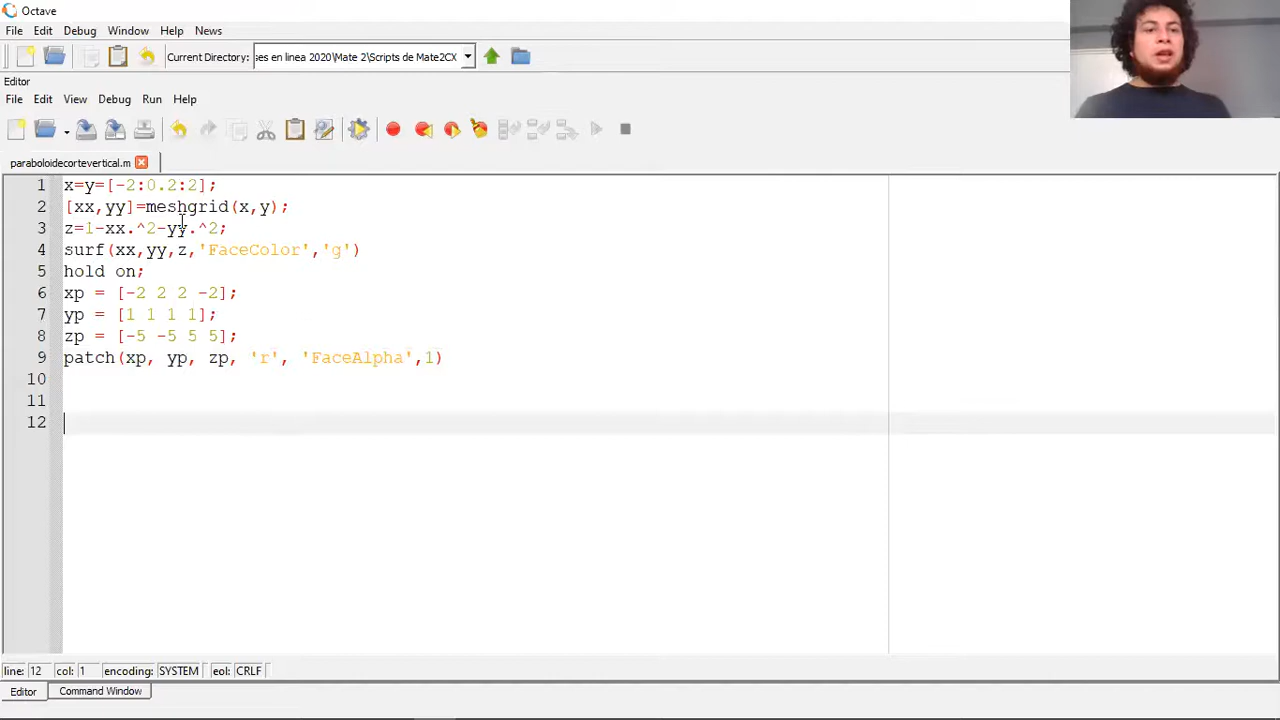 Octave
File Edit Debug Window Help News
Current Directory: ses en linea 2020\Mate 2\Scripts de Mate2CX
Editor
File Edit View Debug Run Help
paraboloidecortevertical.m
1 x=y=[-2:0.2:2];
2 [xx,yy]=meshgrid(x,y);
3 z=1-xx.^2-yy.^2;
4 surf(xx,yy,z,'FaceColor','g')
5 hold on;
6 xp = [-2 2 2 -2];
7 yp = [1 1 1 1];
8 zp = [-5 -5 5 5];
9 patch(xp, yp, zp, 'r', 'FaceAlpha',1)
10
11
12
line: 12 col: 1 encoding: SYSTEM eol: CRLF
Editor Command Window